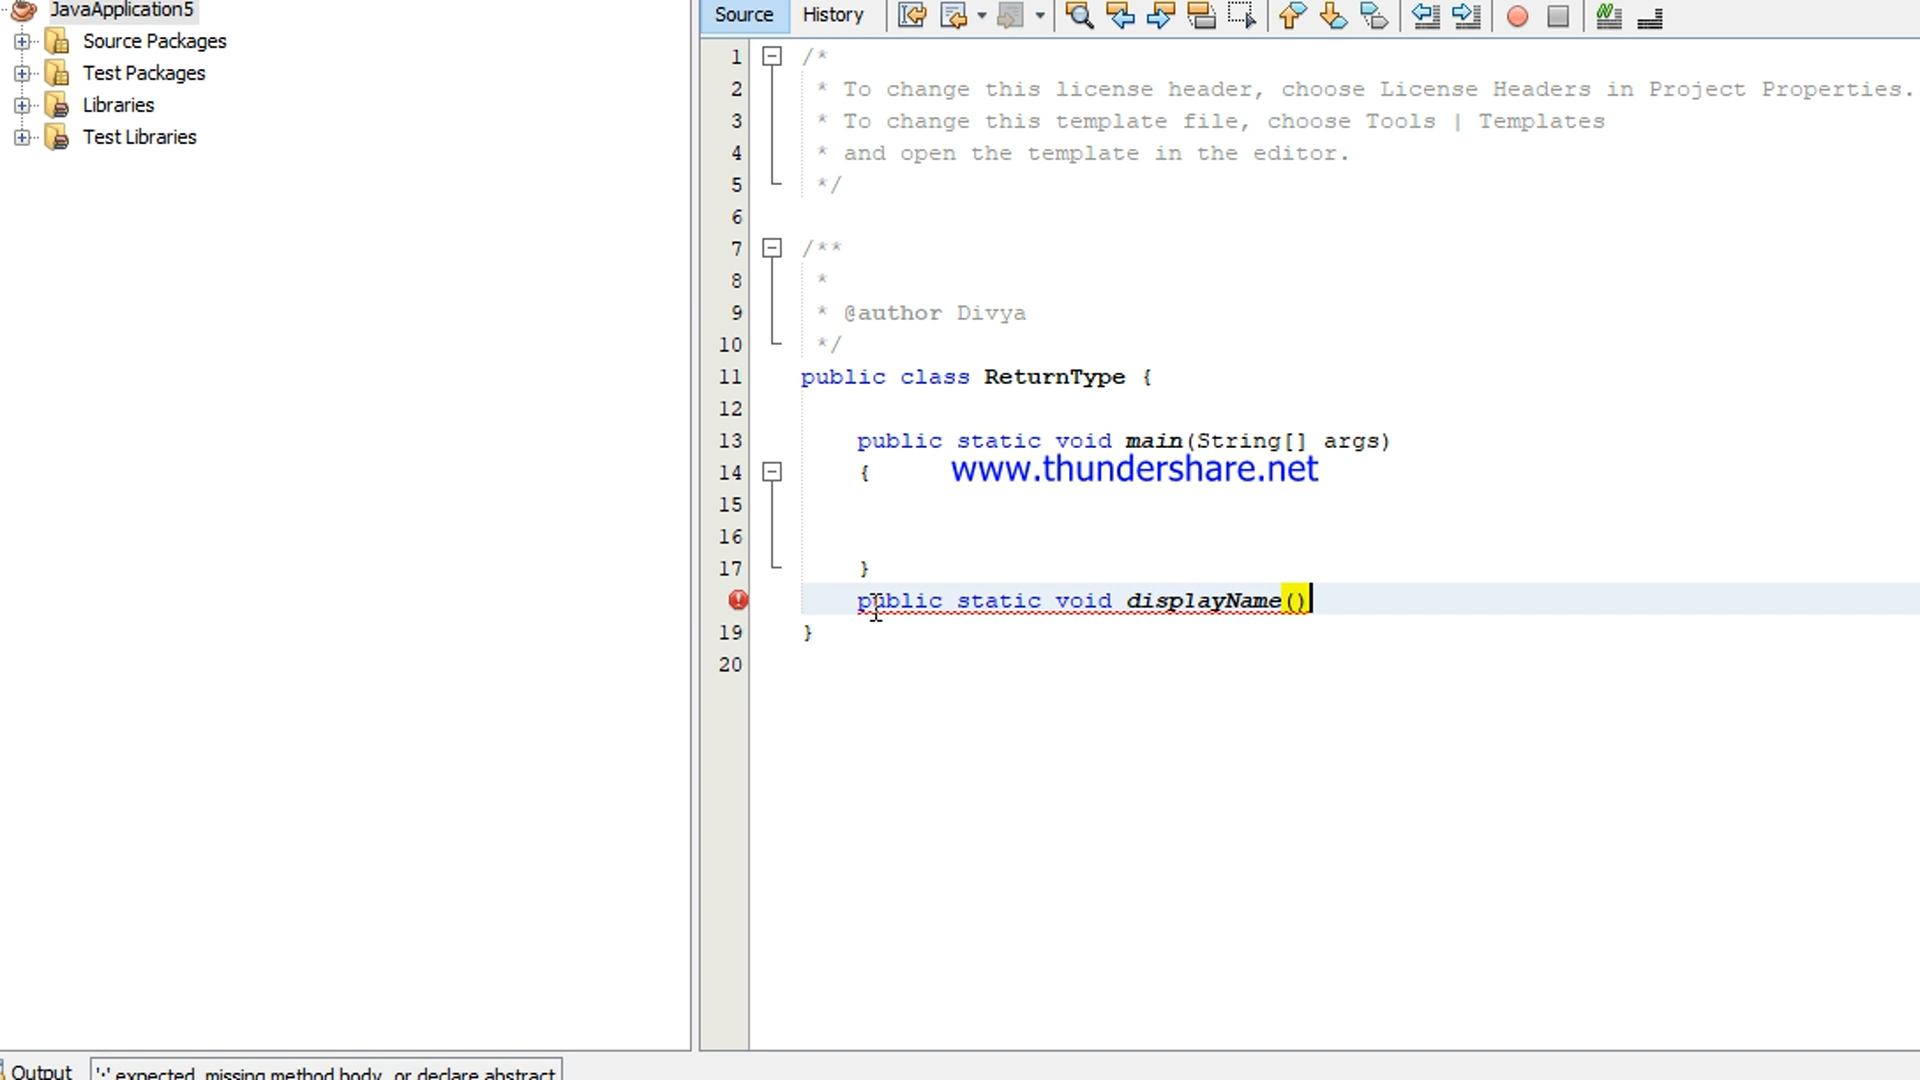 JavaApplication5
Source Packages
Test Packages
Libraries
Test Libraries
Source History
1 /*
2 * To change this license header, choose License Headers in Project Properties.
3 * To change this template file, choose Tools | Templates
4 * and open the template in the editor.
5 */
6
7 /**
8 *
9 * @author Divya
10 */
11 public class ReturnType {
12
13 public static void main(String[] args)
14 {
www.thundershare.net
15
16
17 }
public static void displayName()
19 }
20
Output
';' expected, missing method body, or declare abstract